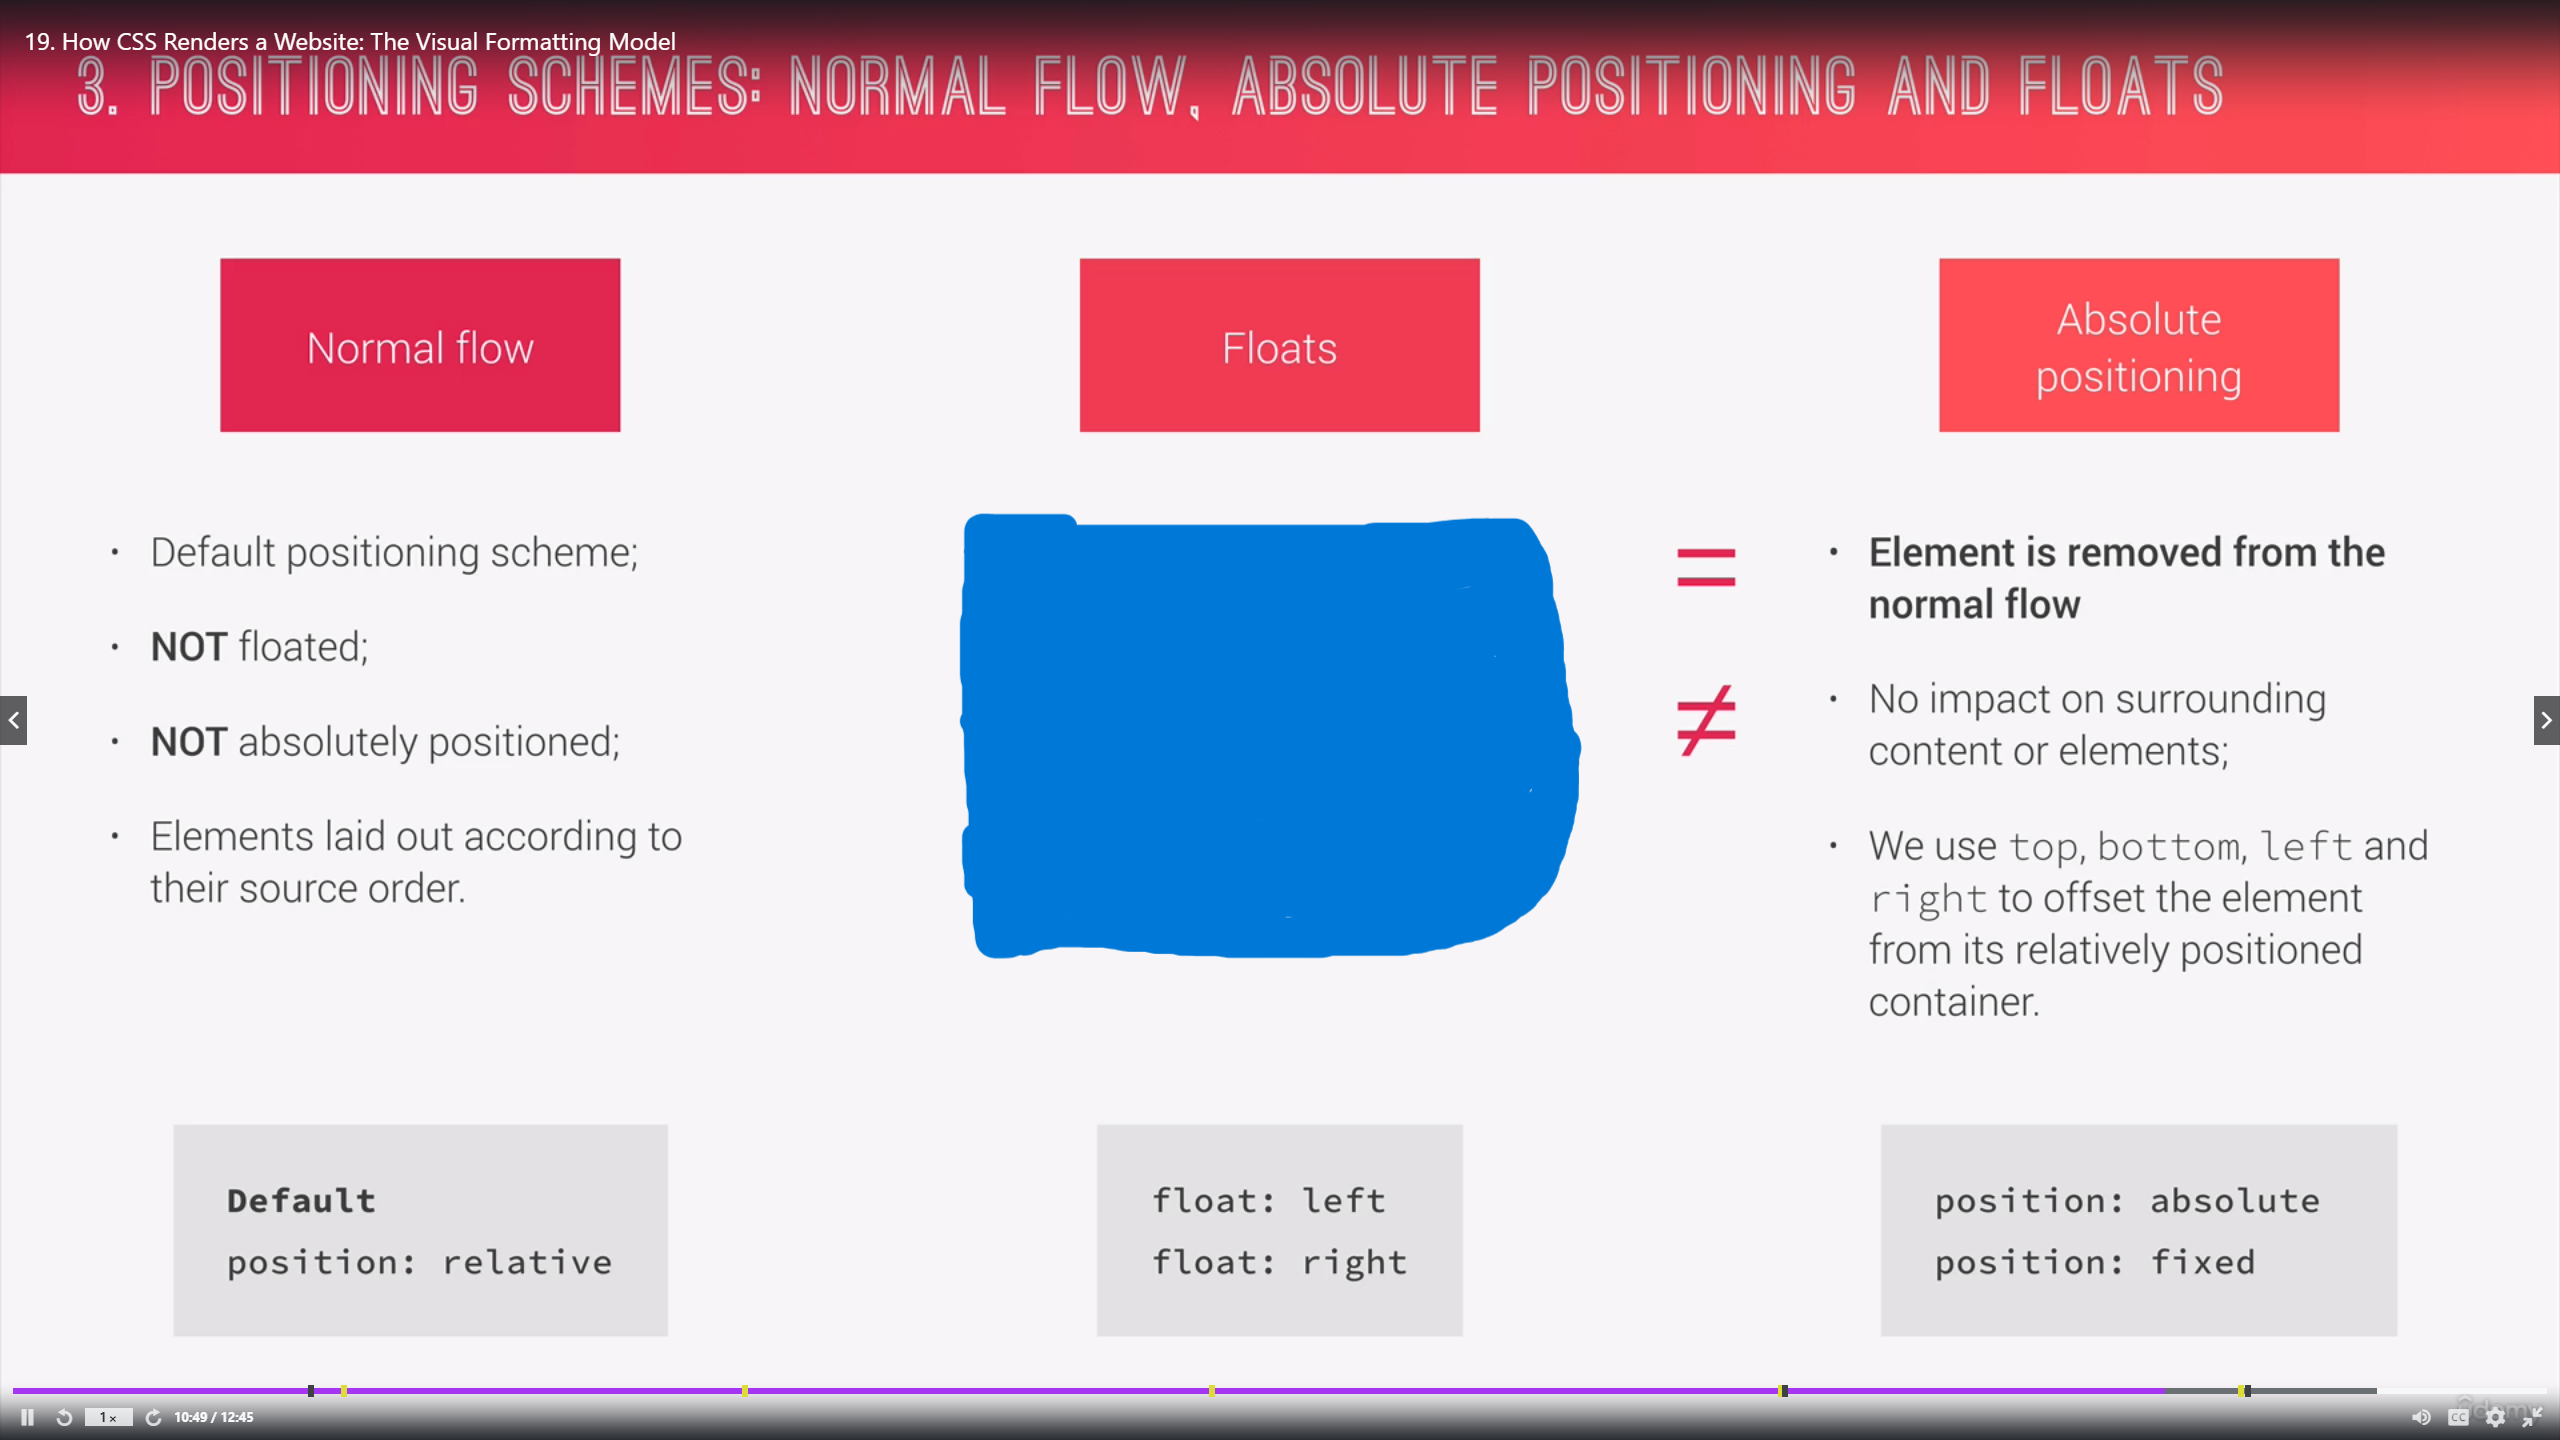 19. How CSS Renders a Website: The Visual Formatting Model
3. POSITIONING SCHEMES: NORMAL FLOW, ABSOLUTE POSITIONING AND FLOATS
Normal flow
• Default positioning scheme;
• NOT floated;
• NOT absolutely positioned;
• Elements laid out according to
their source order.
Default
position: relative
Floats
float: left
float: right
=
≠
Absolute
positioning
• Element is removed from the
normal flow
• No impact on surrounding
content or elements;
• We use top, bottom, left and
right to offset the element
from its relatively positioned
container.
position: absolute
position: fixed
1x
10:49 / 12:45
CC
ûdemy